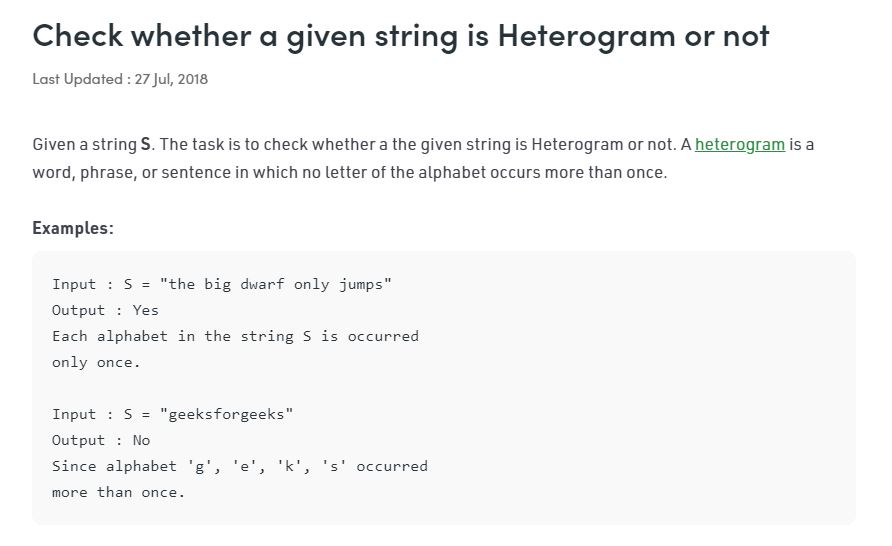 Check whether a given string is Heterogram or not
Last Updated : 27 Jul, 2018
Given a string S. The task is to check whether a the given string is Heterogram or not. A heterogram is a
word, phrase, or sentence in which no letter of the alphabet occurs more than once.
Examples:
Input : S = "the big dwarf only jumps"
Output : Yes
Each alphabet in the string S is occurred
only once.
Input : S = "geeksforgeeks"
Output : No
Since alphabet 'g', 'e', 'k', 's' occurred
more than once.